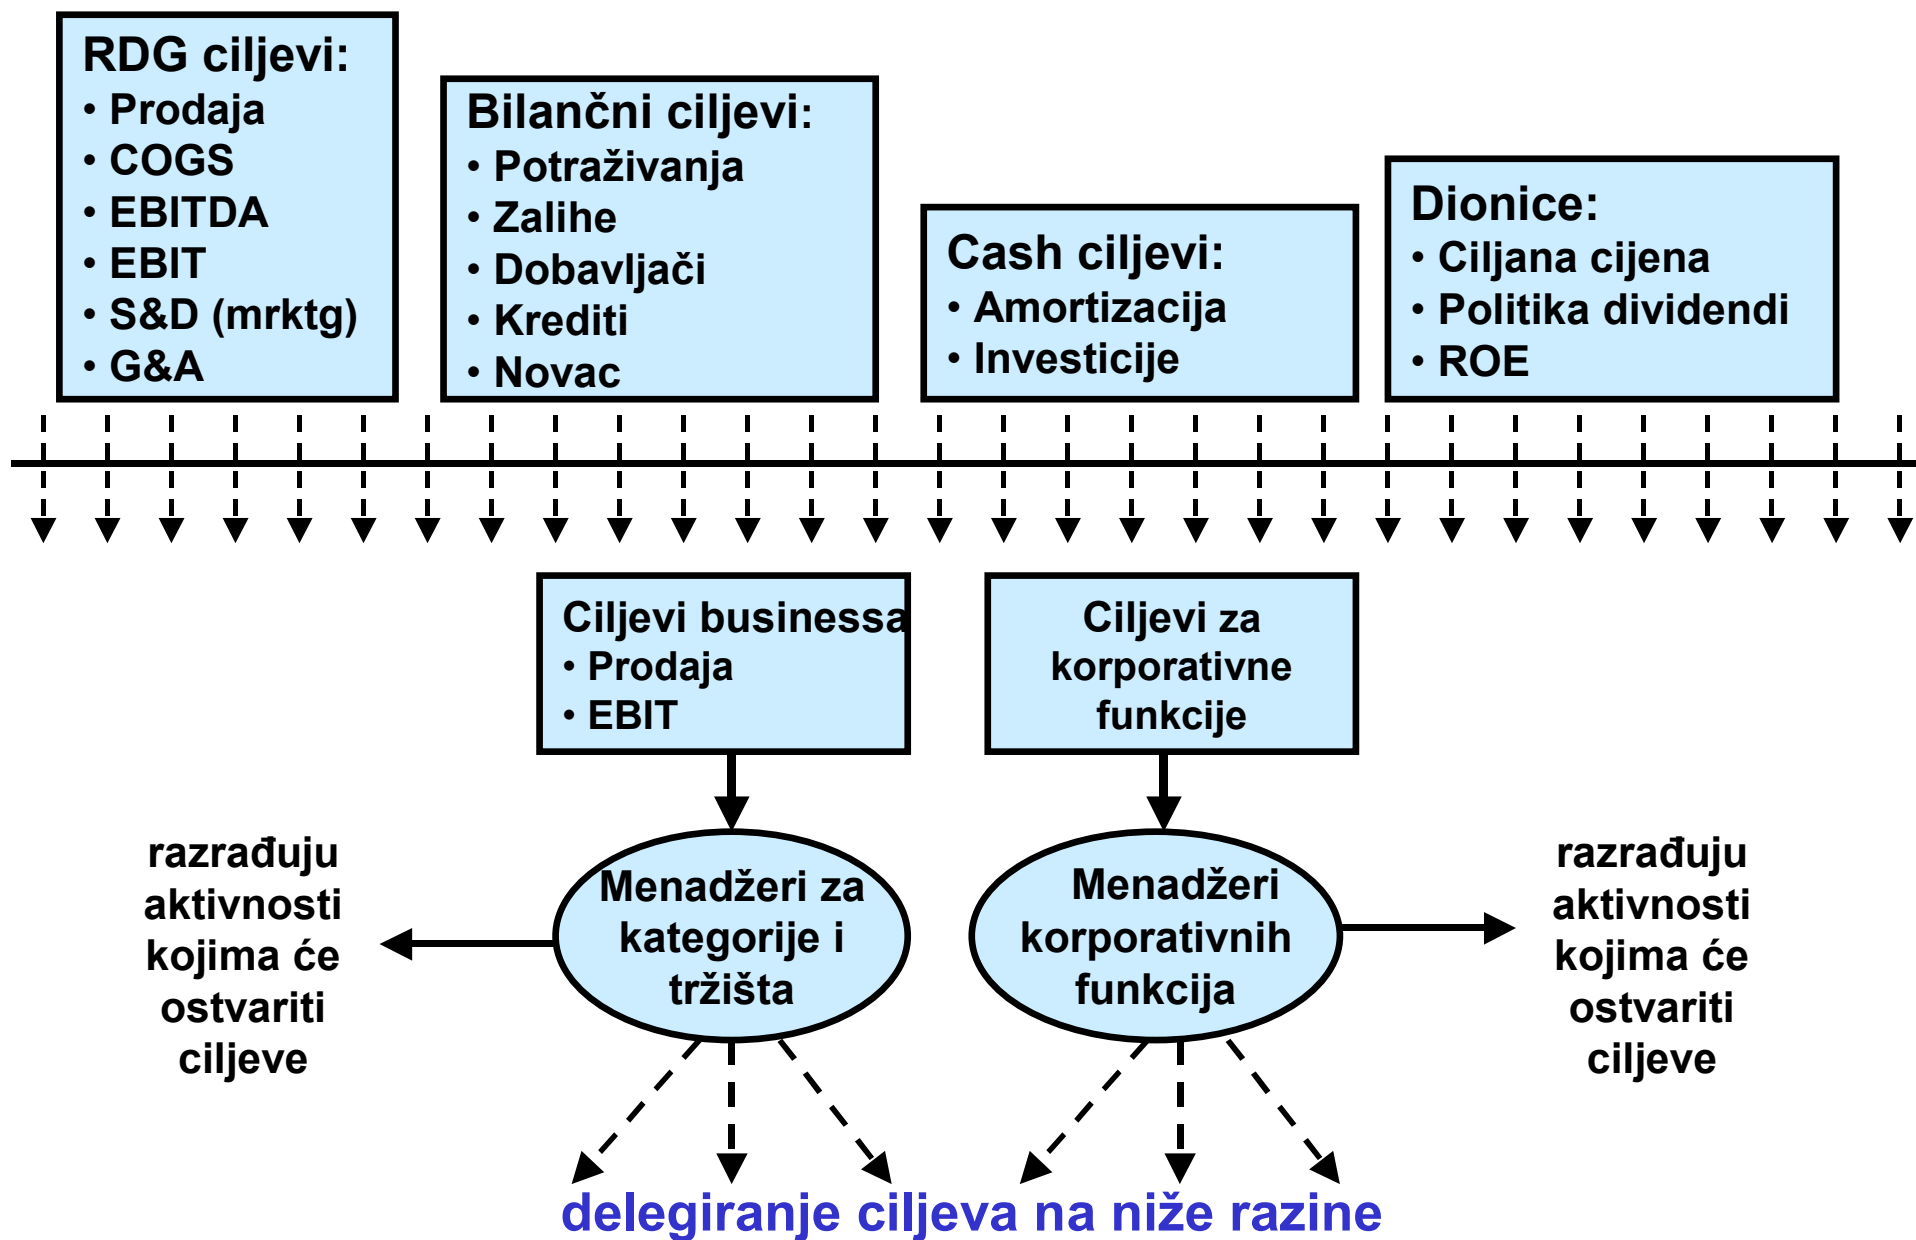 RDG ciljevi:
• Prodaja
• COGS
• EBITDA
• EBIT
• S&D (mrktg)
• G&A
Bilančni ciljevi:
• Potraživanja
• Zalihe
• Dobavljači
• Krediti
• Novac
Cash ciljevi:
• Amortizacija
• Investicije
Dionice:
• Ciljana cijena
• Politika dividendi
• ROE
Ciljevi businessa
• Prodaja
• EBIT
Ciljevi za
korporativne
funkcije
razrađuju
aktivnosti
kojima će
ostvariti
ciljeve
Menadžeri za
kategorije i
tržišta
Menadžeri
korporativnih
funkcija
razrađuju
aktivnosti
kojima će
ostvariti
ciljeve
delegiranje ciljeva na niže razine